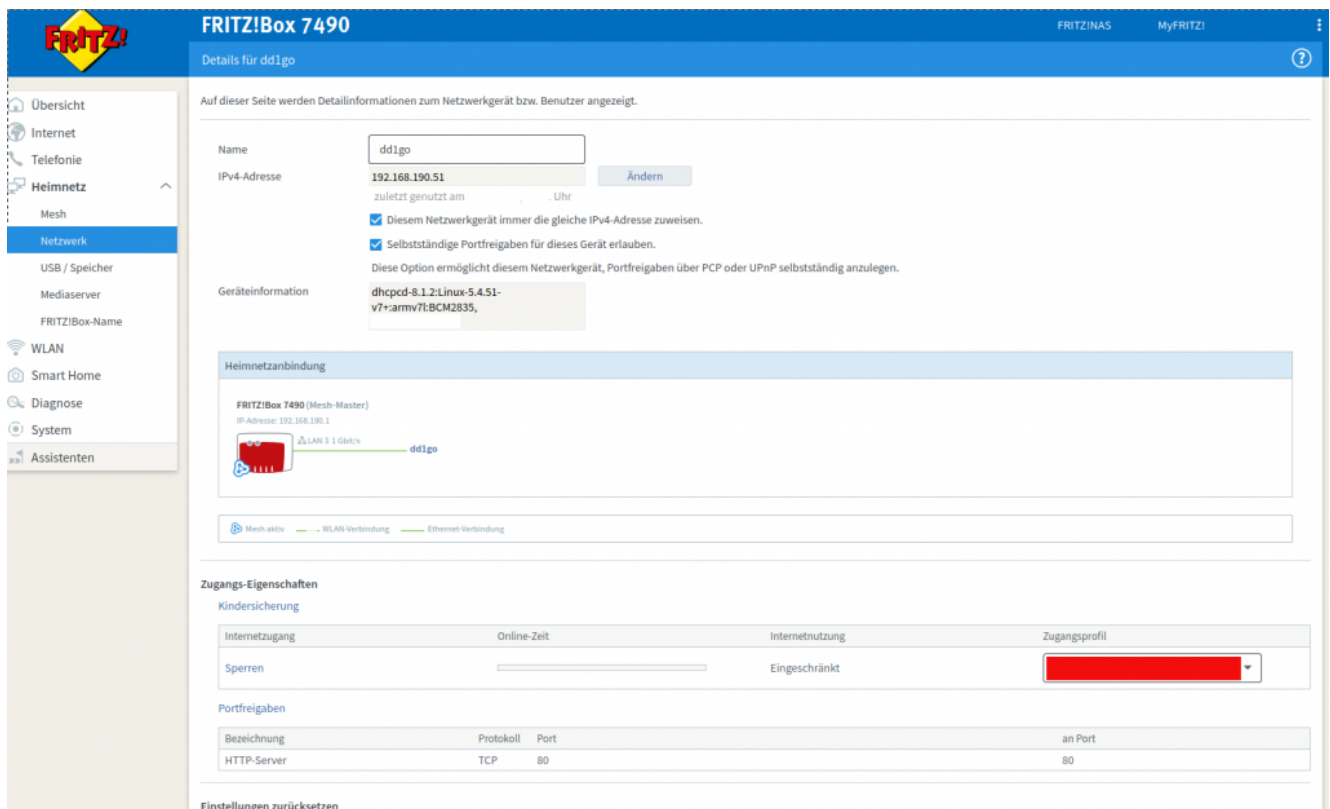 FRITZ!
FRITZ!Box 7490
FRITZ!NAS MyFRITZ!
Details für dd1go
Übersicht
Internet
Telefonie
Heimnetz
Mesh
Netzwerk
USB / Speicher
Mediaserver
FRITZ!Box-Name
WLAN
Smart Home
Diagnose
System
Assistenten
Auf dieser Seite werden Detailinformationen zum Netzwerkgerät bzw. Benutzer angezeigt.
Name dd1go
IPv4-Adresse 192.168.190.51 Ändern
zuletzt genutzt am . Uhr
Diesem Netzwerkgerät immer die gleiche IPv4-Adresse zuweisen.
Selbstständige Portfreigaben für dieses Gerät erlauben.
Diese Option ermöglicht diesem Netzwerkgerät, Portfreigaben über PCP oder UPnP selbstständig anzulegen.
Geräteinformation dhcpcd-8.1.2:Linux-5.4.51-
v7+:armv7l:BCM2835,
Heimnetzanbindung
FRITZ!Box 7490 (Mesh-Master)
IP-Adresse: 192.168.190.1
LAN 3 1 Gbit/s
dd1go
Mesh aktiv WLAN-Verbindung Ethernet-Verbindung
Zugangs-Eigenschaften
Kindersicherung
Internetzugang Online-Zeit Internetnutzung Zugangsprofil
Sperren Eingeschränkt
Portfreigaben
Bezeichnung Protokoll Port an Port
HTTP-Server TCP 80 80
Einstellungen zurücksetzen